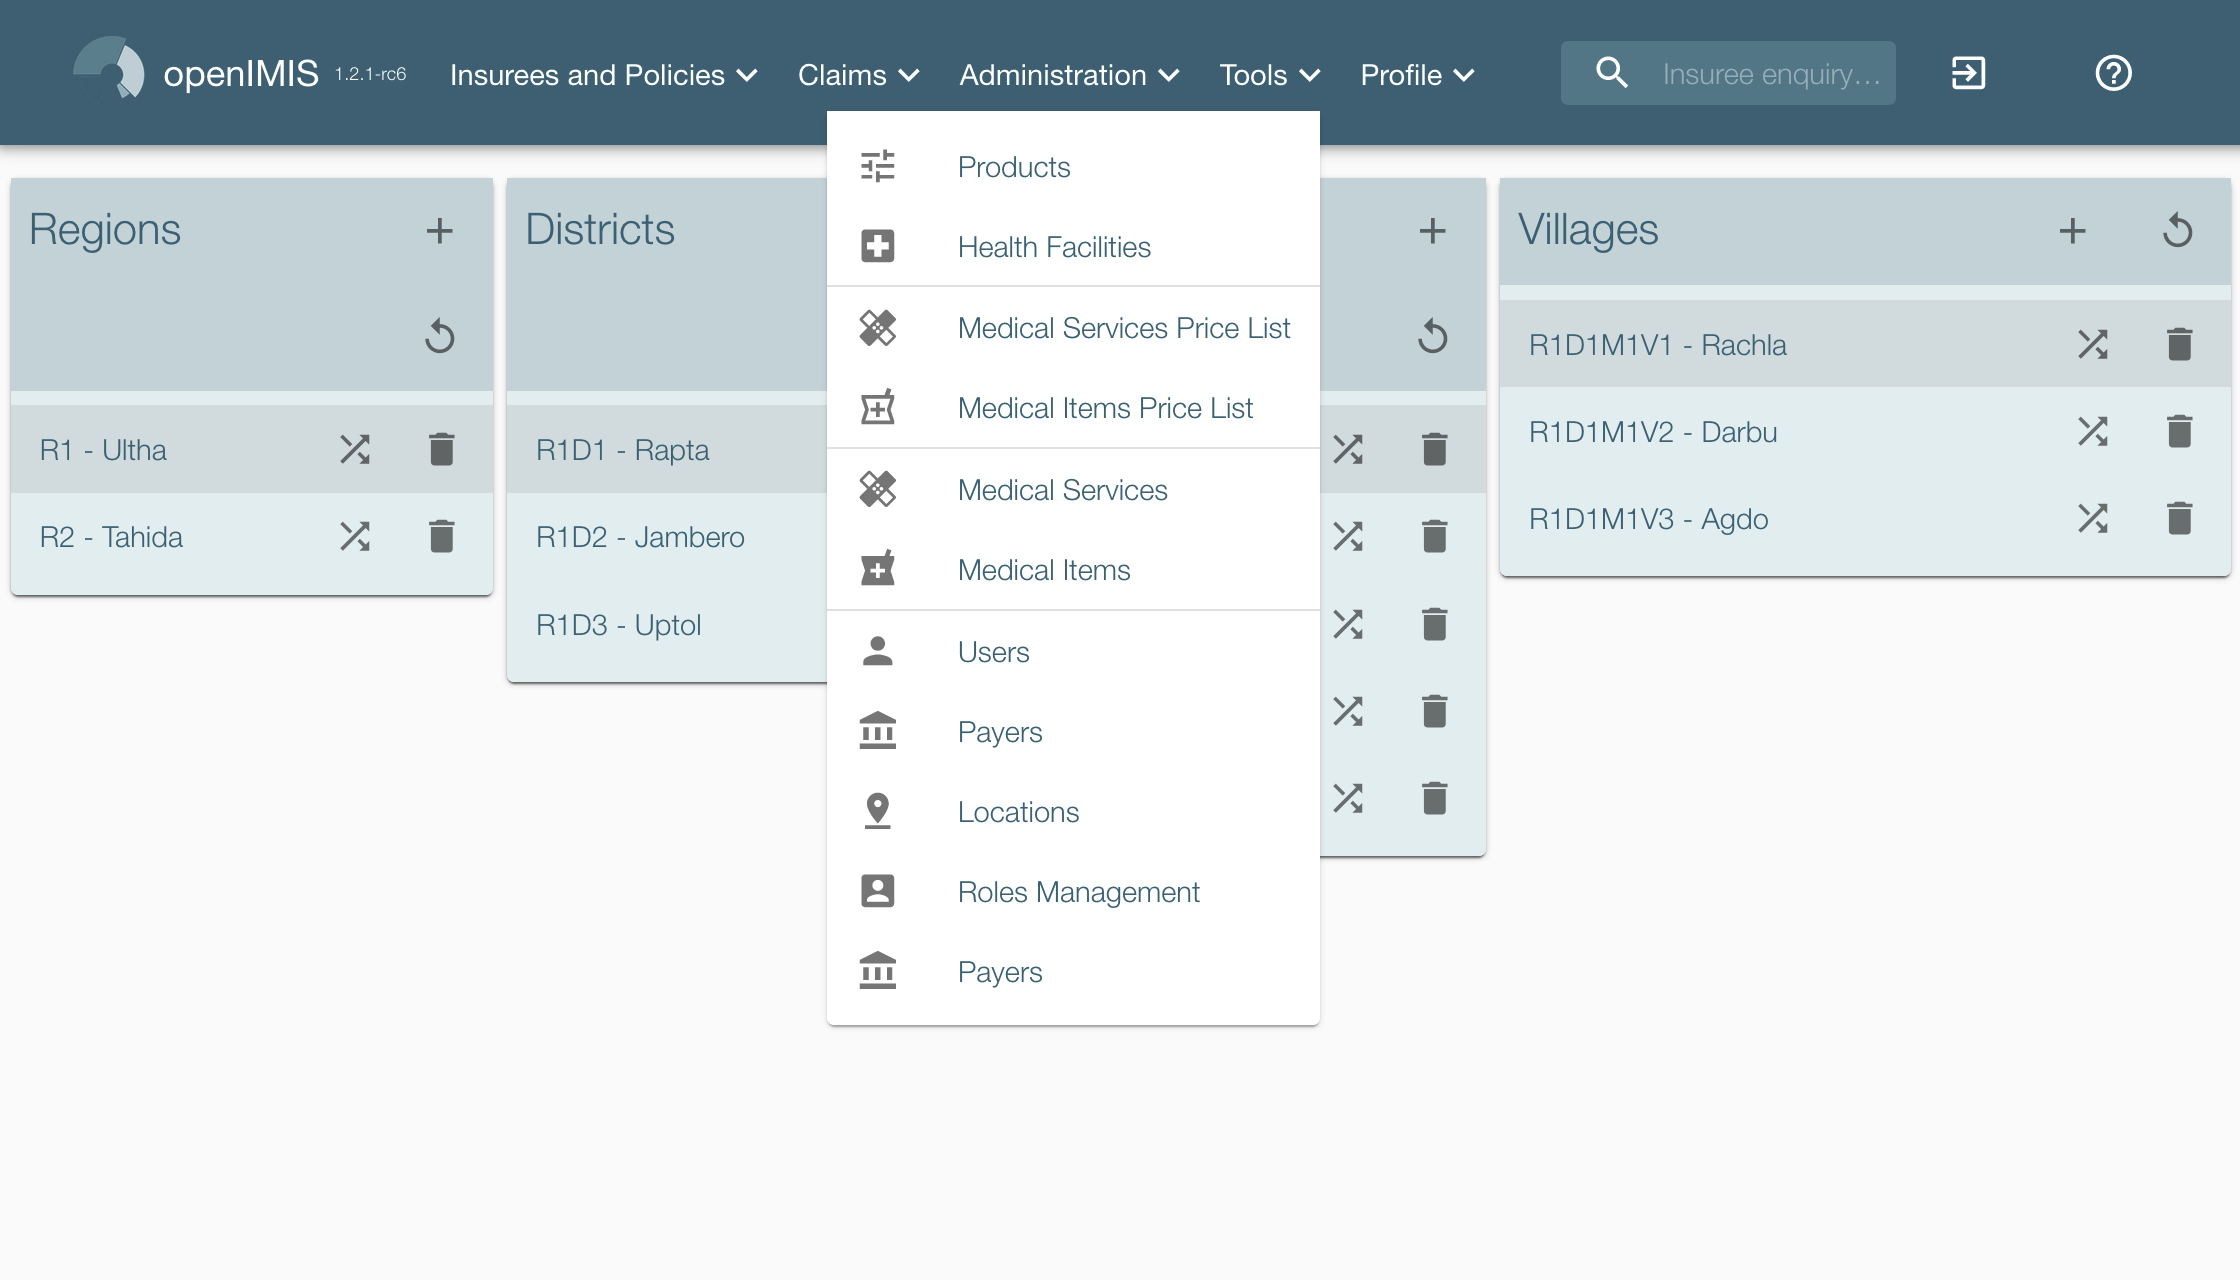 openIMIS 1.2.1-rc6 Insurees and Policies Claims Administration Tools Profile Insuree enquiry...
Products
Health Facilities
Medical Services Price List
Medical Items Price List
Medical Services
Medical Items
Users
Payers
Locations
Roles Management
Payers
Regions
R1 - Ultha
R2 - Tahida
Districts
R1D1 - Rapta
R1D2 - Jambero
R1D3 - Uptol
Villages
R1D1M1V1 - Rachla
R1D1M1V2 - Darbu
R1D1M1V3 - Agdo